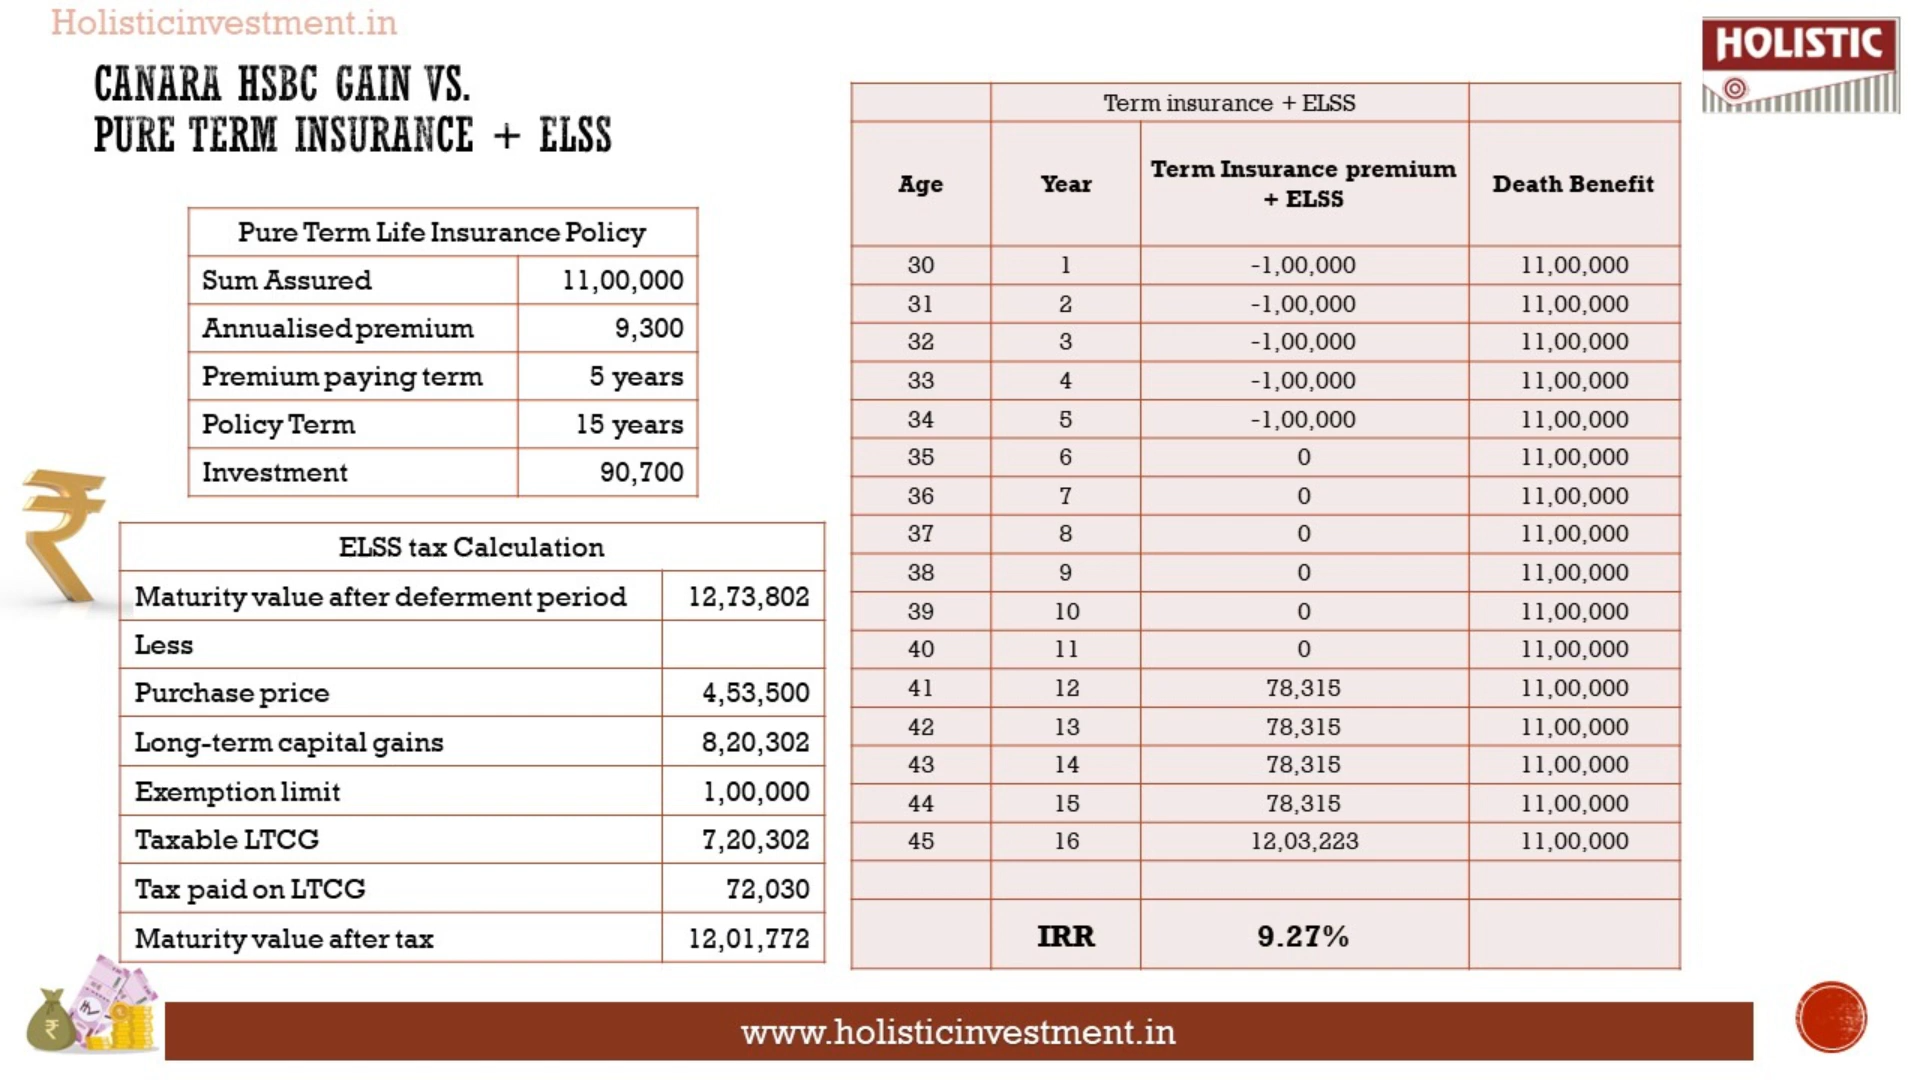 Holisticinvestment.in
HOLISTIC
CANARA HSBC GAIN VS.
PURE TERM INSURANCE + ELSS
Pure Term Life Insurance Policy
Sum Assured 11,00,000
Annualised premium 9,300
Premium paying term 5 years
Policy Term 15 years
Investment 90,700
ELSS tax Calculation
Maturity value after deferment period 12,73,802
Less
Purchase price 4,53,500
Long-term capital gains 8,20,302
Exemption limit 1,00,000
Taxable LTCG 7,20,302
Tax paid on LTCG 72,030
Maturity value after tax 12,01,772
Term insurance + ELSS
Age Year Term Insurance premium + ELSS Death Benefit
30 1 -1,00,000 11,00,000
31 2 -1,00,000 11,00,000
32 3 -1,00,000 11,00,000
33 4 -1,00,000 11,00,000
34 5 -1,00,000 11,00,000
35 6 0 11,00,000
36 7 0 11,00,000
37 8 0 11,00,000
38 9 0 11,00,000
39 10 0 11,00,000
40 11 0 11,00,000
41 12 78,315 11,00,000
42 13 78,315 11,00,000
43 14 78,315 11,00,000
44 15 78,315 11,00,000
45 16 12,03,223 11,00,000
IRR 9.27%
www.holisticinvestment.in